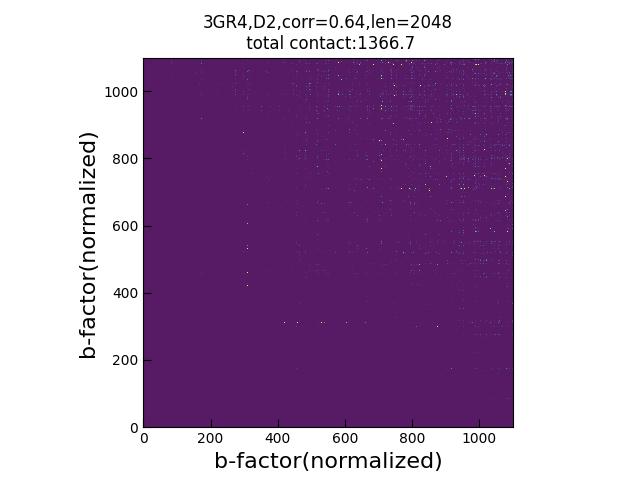 3GR4,D2,corr=0.64,len=2048
total contact:1366.7
1000
800
600
400
200
0
b-factor(normalized)
0 200 400 600 800 1000
b-factor(normalized)